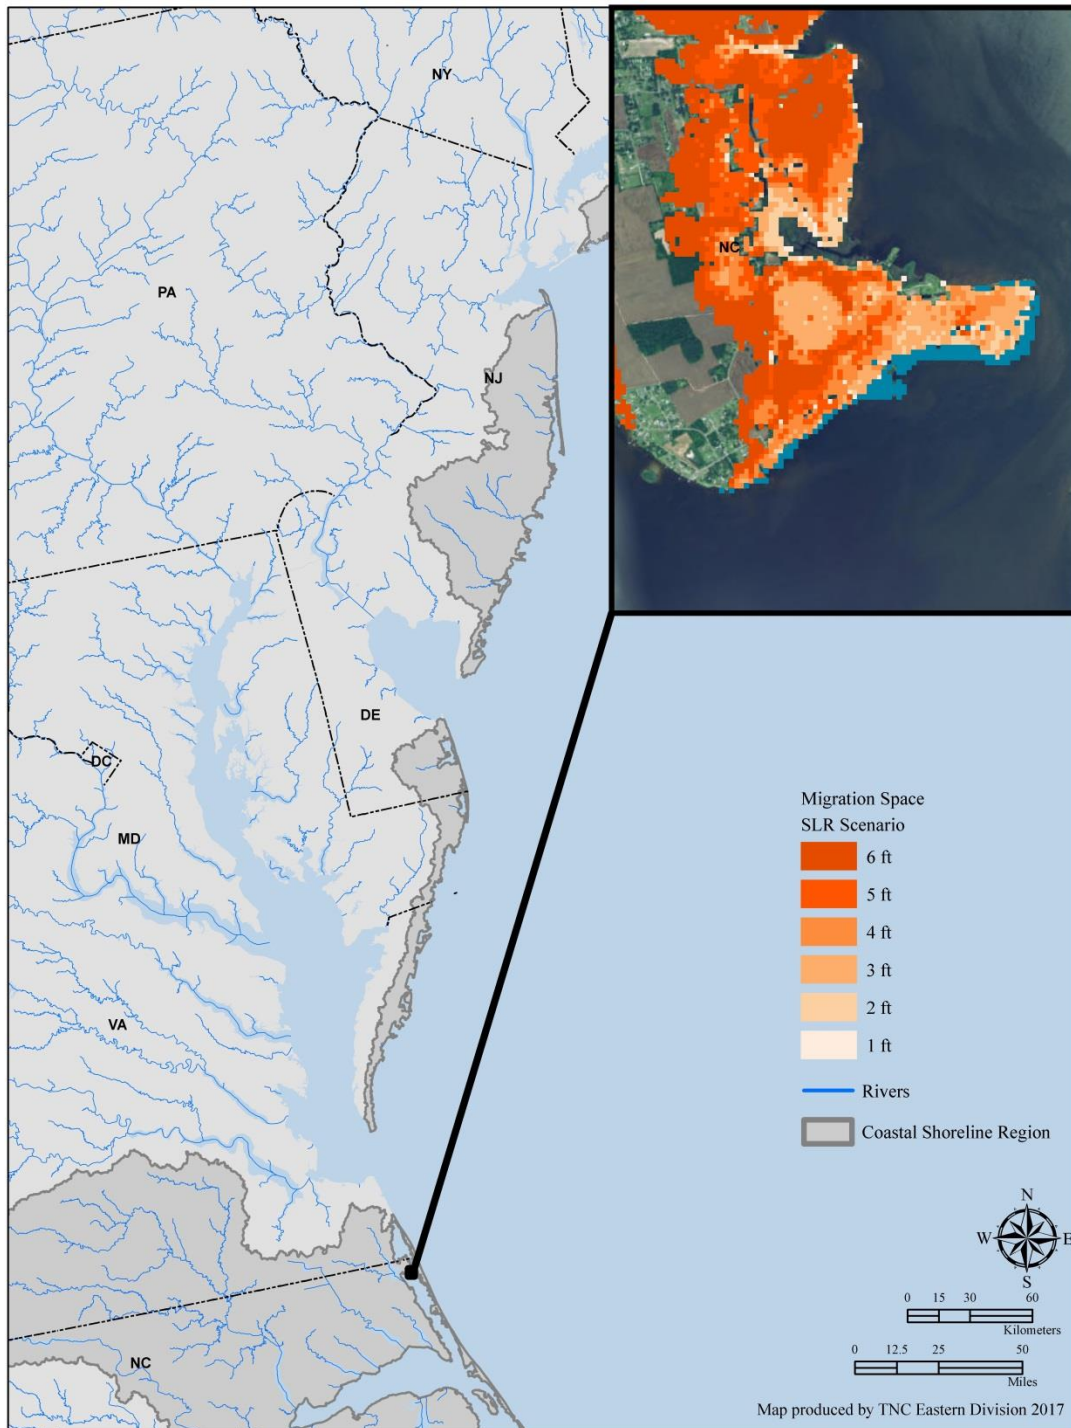 NY
PA
NJ
NC
DE
DC
MD
VA
NC
Migration Space
SLR Scenario
6 ft
5 ft
4 ft
3 ft
2 ft
1 ft
Rivers
Coastal Shoreline Region
N
W E
S
0 15 30 60
Kilometers
0 12.5 25 50
Miles
Map produced by TNC Eastern Division 2017